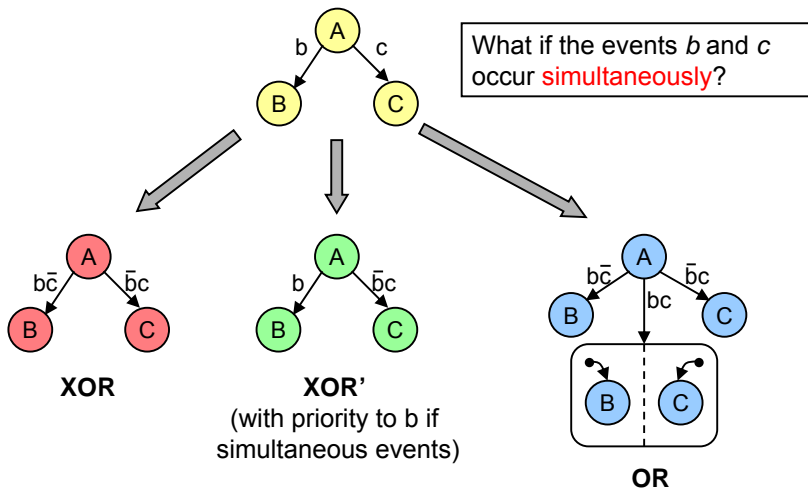 A
b c
B C
What if the events b and c
occur simultaneously?
A
bc̄ b̄c
B C
XOR
A
b b̄c
B C
XOR’
(with priority to b if
simultaneous events)
A
bc̄ b̄c
bc
B C
B C
OR